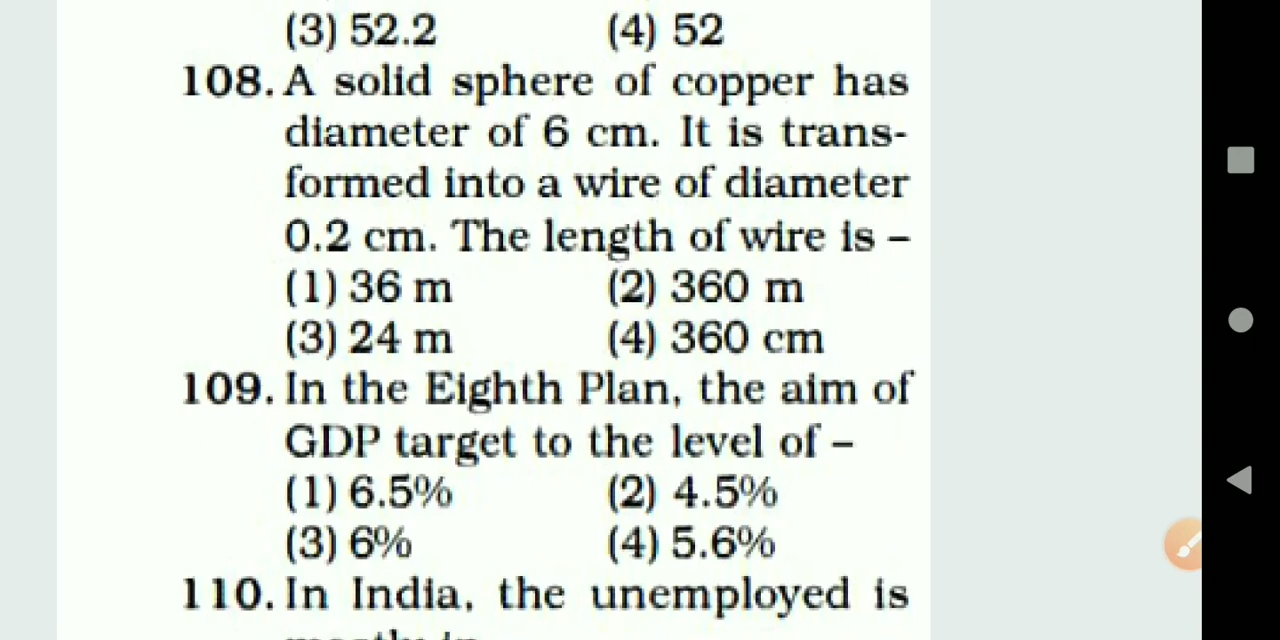 (3) 52.2 (4) 52
108. A solid sphere of copper has
diameter of 6 cm. It is trans-
formed into a wire of diameter
0.2 cm. The length of wire is –
(1) 36 m (2) 360 m
(3) 24 m (4) 360 cm
109. In the Eighth Plan, the aim of
GDP target to the level of –
(1) 6.5% (2) 4.5%
(3) 6% (4) 5.6%
110. In India, the unemployed is